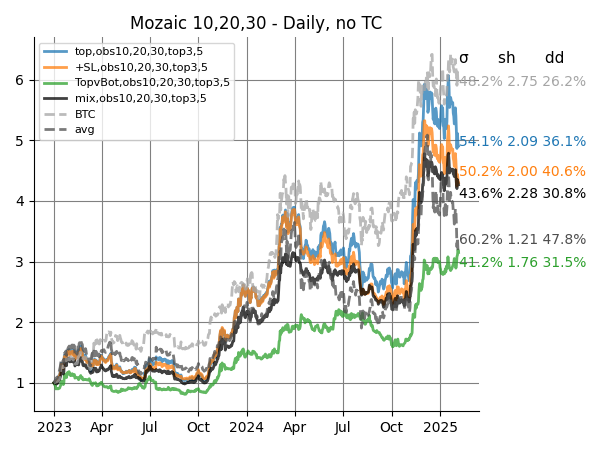 Mozaic 10,20,30 - Daily, no TC
top,obs10,20,30,top3,5
+SL,obs10,20,30,top3,5
TopvBot,obs10,20,30,top3,5
mix,obs10,20,30,top3,5
BTC
avg
σ sh dd
48.2% 2.75 26.2%
54.1% 2.09 36.1%
50.2% 2.00 40.6%
43.6% 2.28 30.8%
60.2% 1.21 47.8%
41.2% 1.76 31.5%
6
5
4
3
2
1
2023 Apr Jul Oct 2024 Apr Jul Oct 2025